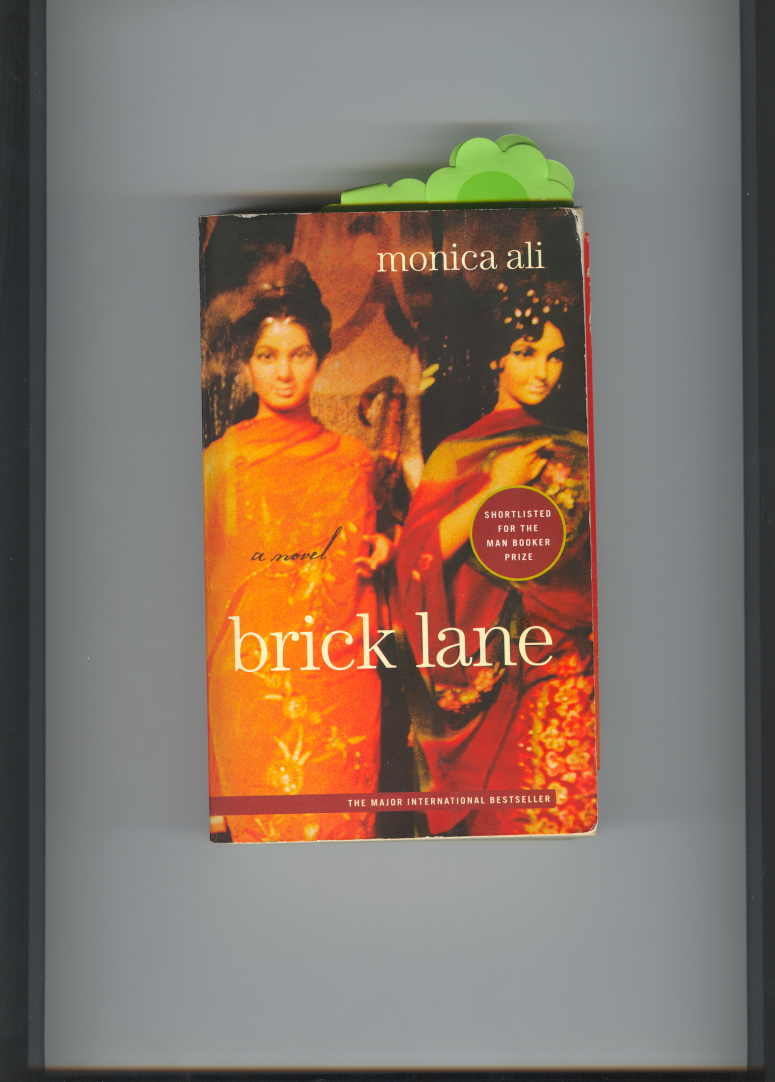 monica ali
SHORTLISTED
FOR THE
MAN BOOKER
PRIZE
a novel
brick lane
THE MAJOR INTERNATIONAL BESTSELLER